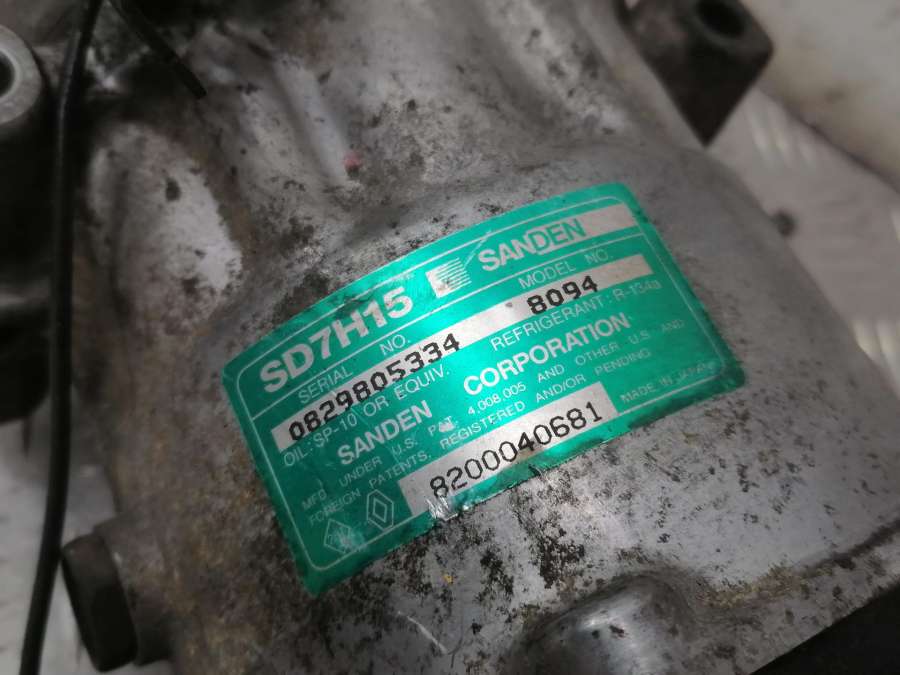 SD7H15 SANDEN
SERIAL NO. MODEL NO.
0829805334 8094
OIL: SP-10 OR EQUIV. REFRIGERANT: R-134a
SANDEN CORPORATION
MFD UNDER U.S. PAT. 4,008,005 AND OTHER U.S. AND
FOREIGN PATENTS, REGISTERED AND/OR PENDING
8200040681 MADE IN JAPAN